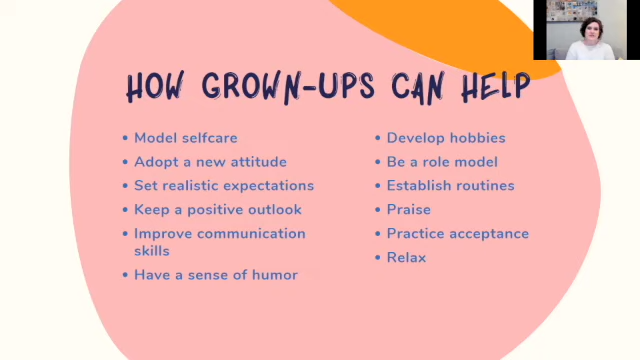 HOW GROWN-UPS CAN HELP
• Model selfcare
• Adopt a new attitude
• Set realistic expectations
• Keep a positive outlook
• Improve communication
skills
• Have a sense of humor
• Develop hobbies
• Be a role model
• Establish routines
• Praise
• Practice acceptance
• Relax